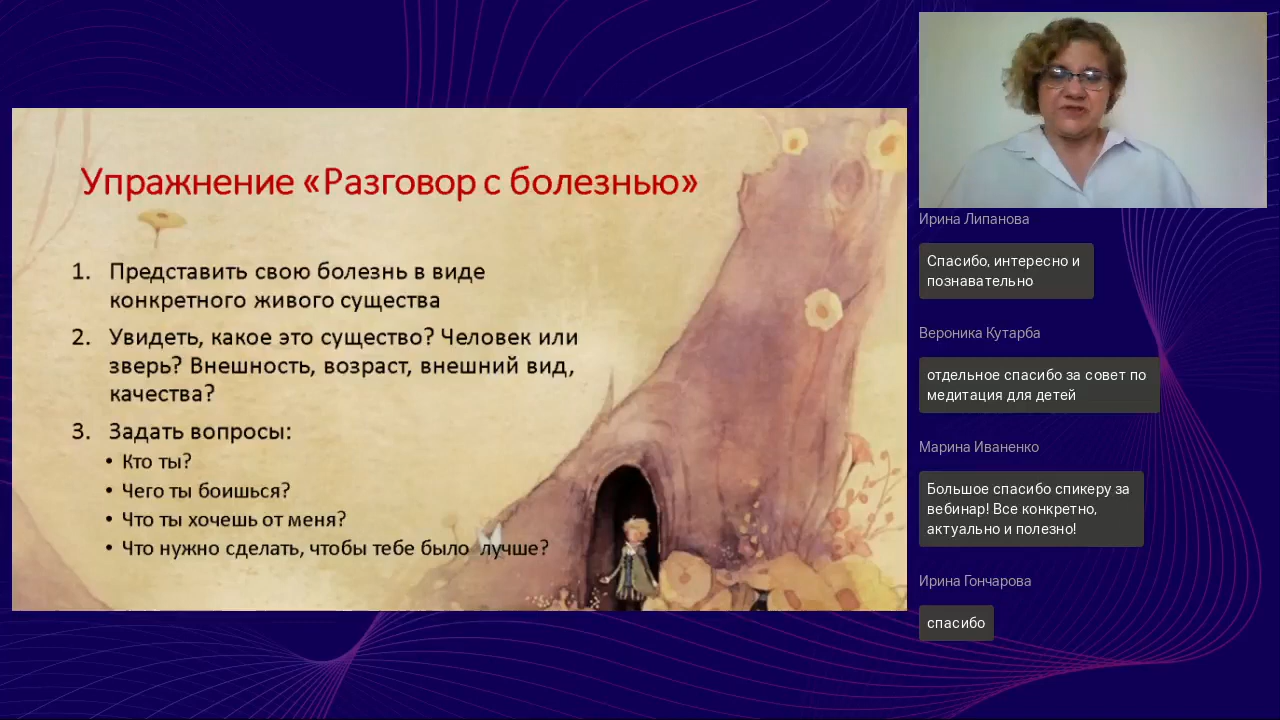 Упражнение «Разговор с болезнью»
1. Представить свою болезнь в виде
конкретного живого существа
2. Увидеть, какое это существо? Человек или
зверь? Внешность, возраст, внешний вид,
качества?
3. Задать вопросы:
• Кто ты?
• Чего ты боишься?
• Что ты хочешь от меня?
• Что нужно сделать, чтобы тебе было лучше?
Ирина Липанова
Спасибо, интересно и
познавательно
Вероника Кутарба
отдельное спасибо за совет по
медитация для детей
Марина Иваненко
Большое спасибо спикеру за
вебинар! Все конкретно,
актуально и полезно!
Ирина Гончарова
спасибо